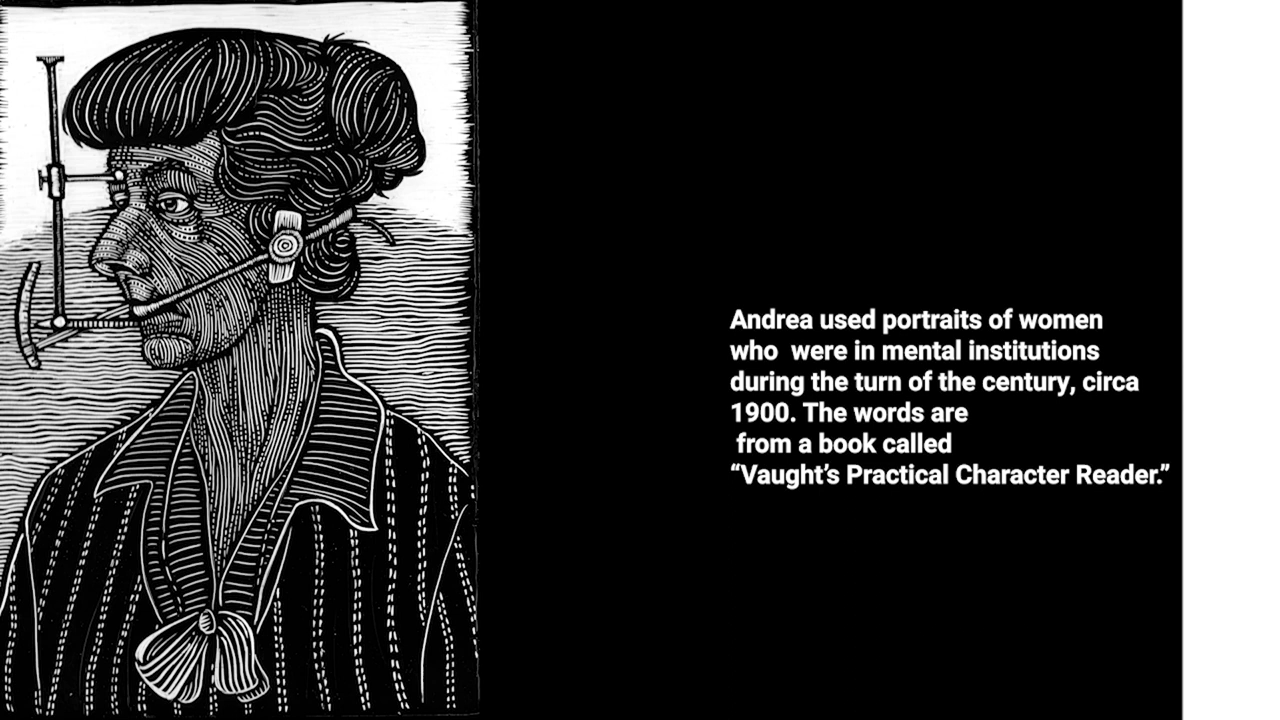 Andrea used portraits of women
who  were in mental institutions
during the turn of the century, circa
1900. The words are
from a book called
“Vaught’s Practical Character Reader.”